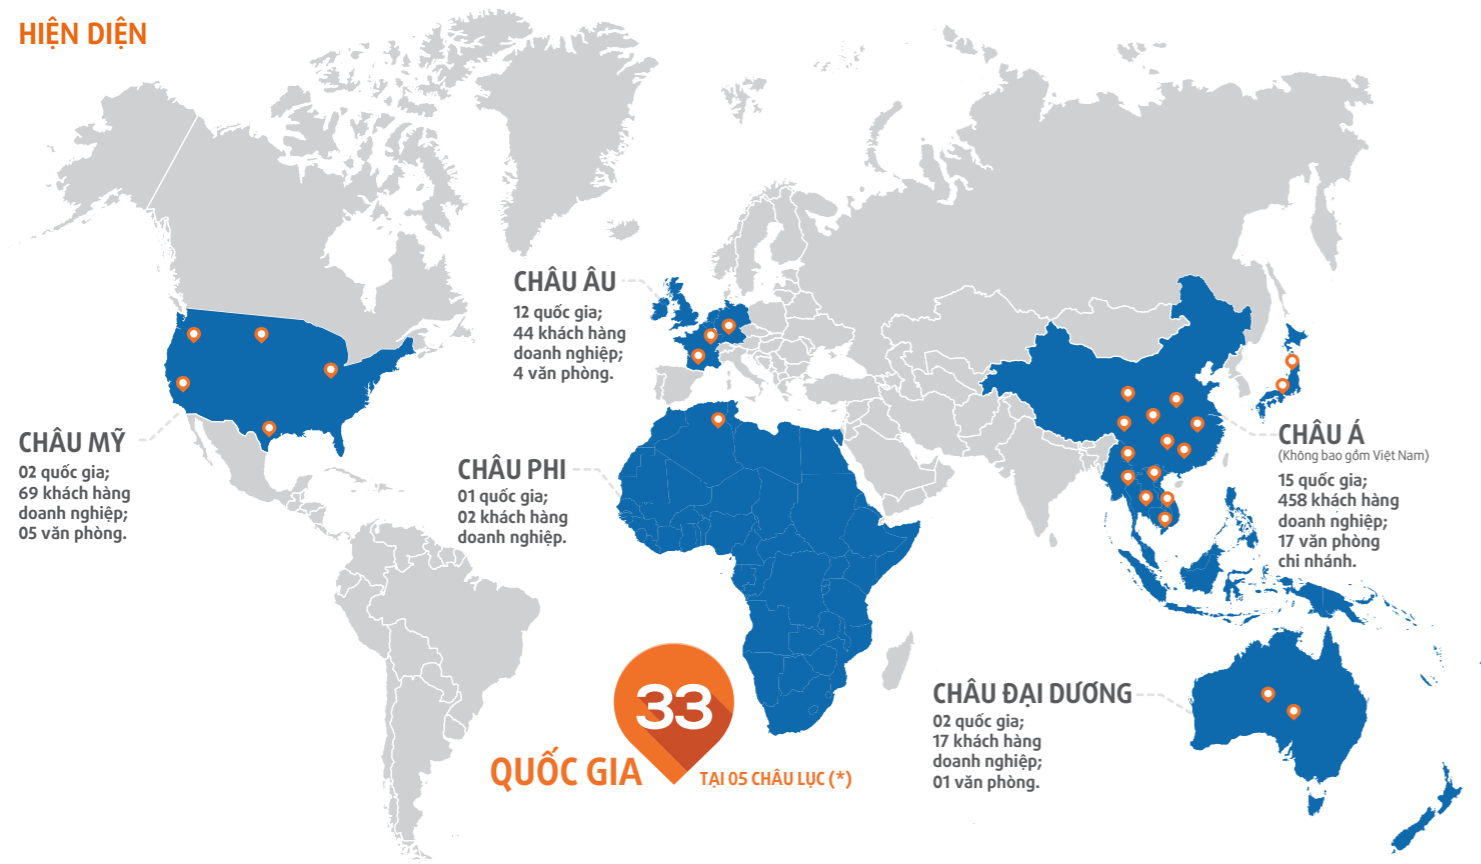 HIỆN DIỆN
CHÂU ÂU
12 quốc gia;
44 khách hàng
doanh nghiệp;
4 văn phòng.
CHÂU MỸ
02 quốc gia;
69 khách hàng
doanh nghiệp;
05 văn phòng.
CHÂU PHI
01 quốc gia;
02 khách hàng
doanh nghiệp.
CHÂU Á
(Không bao gồm Việt Nam)
15 quốc gia;
458 khách hàng
doanh nghiệp;
17 văn phòng
chi nhánh.
CHÂU ĐẠI DƯƠNG
02 quốc gia;
17 khách hàng
doanh nghiệp;
01 văn phòng.
33
QUỐC GIA
TẠI 05 CHÂU LỤC (*)